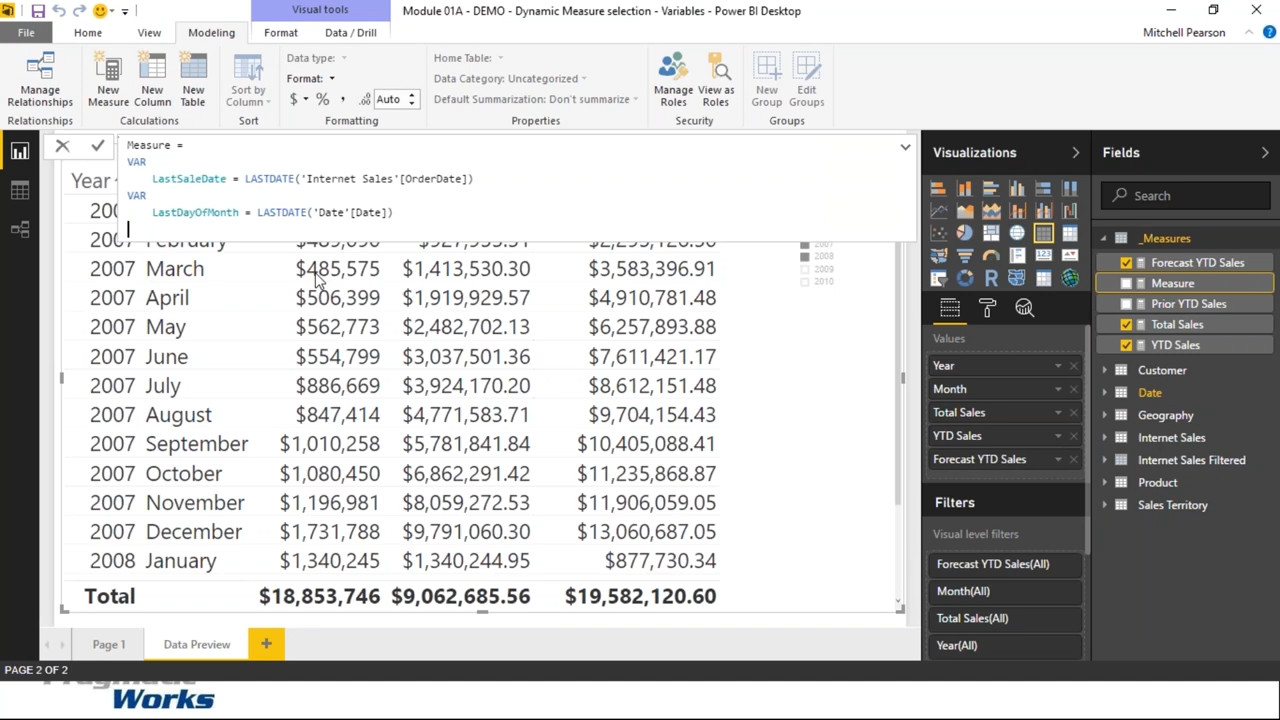 Visual tools
Module 01A - DEMO - Dynamic Measure selection - Variables - Power BI Desktop
File Home View Modeling Format Data / Drill
Mitchell Pearson
Manage Relationships
New Measure
New Column
New Table
Sort by Column
Data type:
Format:
$ % , Auto
Home Table:
Data Category: Uncategorized
Default Summarization: Don't summarize
Manage Roles
View as Roles
New Group
Edit Groups
Relationships Calculations Sort Formatting Properties Security Groups
Measure =
VAR
LastSaleDate = LASTDATE('Internet Sales'[OrderDate])
VAR
LastDayOfMonth = LASTDATE('Date'[Date])
Year
February
2007 March $485,575 $1,413,530.30 $3,583,396.91
2007 April $506,399 $1,919,929.57 $4,910,781.48
2007 May $562,773 $2,482,702.13 $6,257,893.88
2007 June $554,799 $3,037,501.36 $7,611,421.17
2007 July $886,669 $3,924,170.20 $8,612,151.48
2007 August $847,414 $4,771,583.71 $9,704,154.43
2007 September $1,010,258 $5,781,841.84 $10,405,088.41
2007 October $1,080,450 $6,862,291.42 $11,235,868.87
2007 November $1,196,981 $8,059,272.53 $11,906,059.05
2007 December $1,731,788 $9,791,060.30 $13,060,687.05
2008 January $1,340,245 $1,340,244.95 $877,730.34
Total $18,853,746 $9,062,685.56 $19,582,120.60
2007
2008
2009
2010
Page 1 Data Preview
PAGE 2 OF 2
Works
Visualizations
R
Values
Year
Month
Total Sales
YTD Sales
Forecast YTD Sales
Filters
Visual level filters
Forecast YTD Sales(All)
Month(All)
Total Sales(All)
Year(All)
Fields
Search
_Measures
Forecast YTD Sales
Measure
Prior YTD Sales
Total Sales
YTD Sales
Customer
Date
Geography
Internet Sales
Internet Sales Filtered
Product
Sales Territory